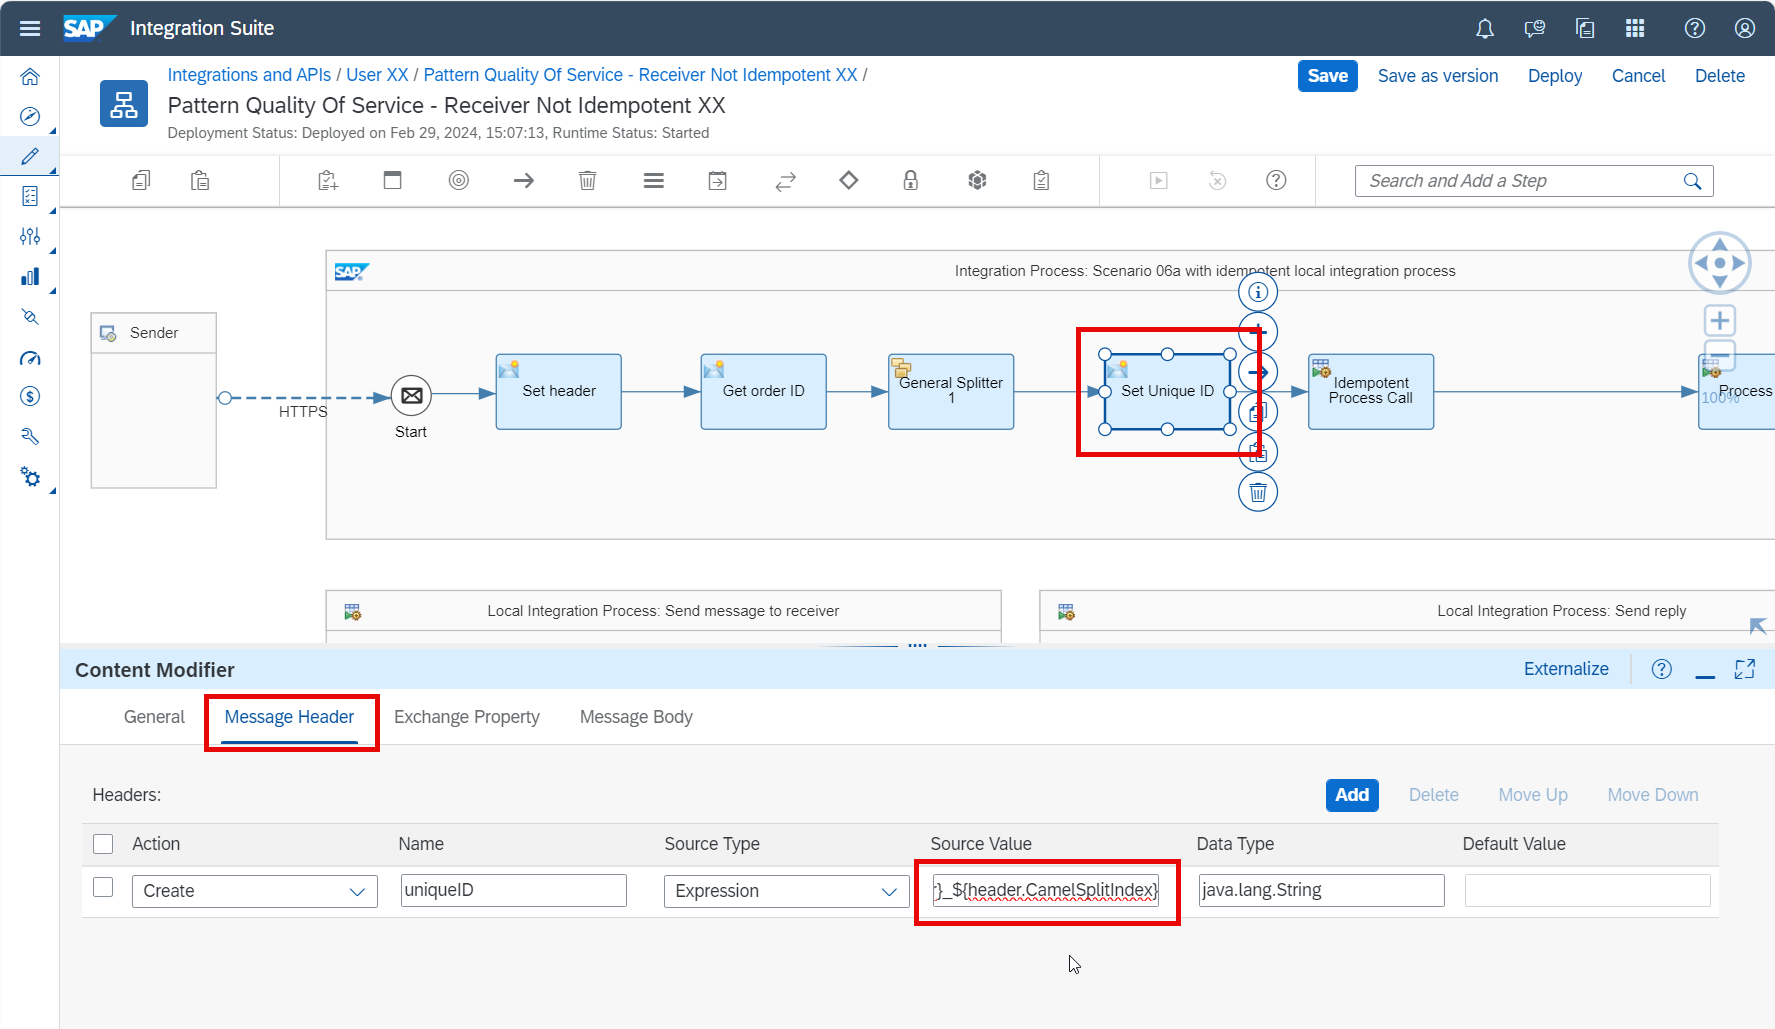 SAP Integration Suite
Integrations and APIs / User XX / Pattern Quality Of Service - Receiver Not Idempotent XX /
Save Save as version Deploy Cancel Delete
Pattern Quality Of Service - Receiver Not Idempotent XX
Deployment Status: Deployed on Feb 29, 2024, 15:07:13, Runtime Status: Started
Search and Add a Step
SAP Integration Process: Scenario 06a with idempotent local integration process
Sender
HTTPS
Start
Set header
Get order ID
General Splitter
1
Set Unique ID
Idempotent
Process Call
Process
100%
Local Integration Process: Send message to receiver
Local Integration Process: Send reply
Content Modifier
Externalize
General Message Header Exchange Property Message Body
Headers:
Add Delete Move Up Move Down
Action Name Source Type Source Value Data Type Default Value
Create uniqueID Expression r}_${header.CamelSplitIndex} java.lang.String